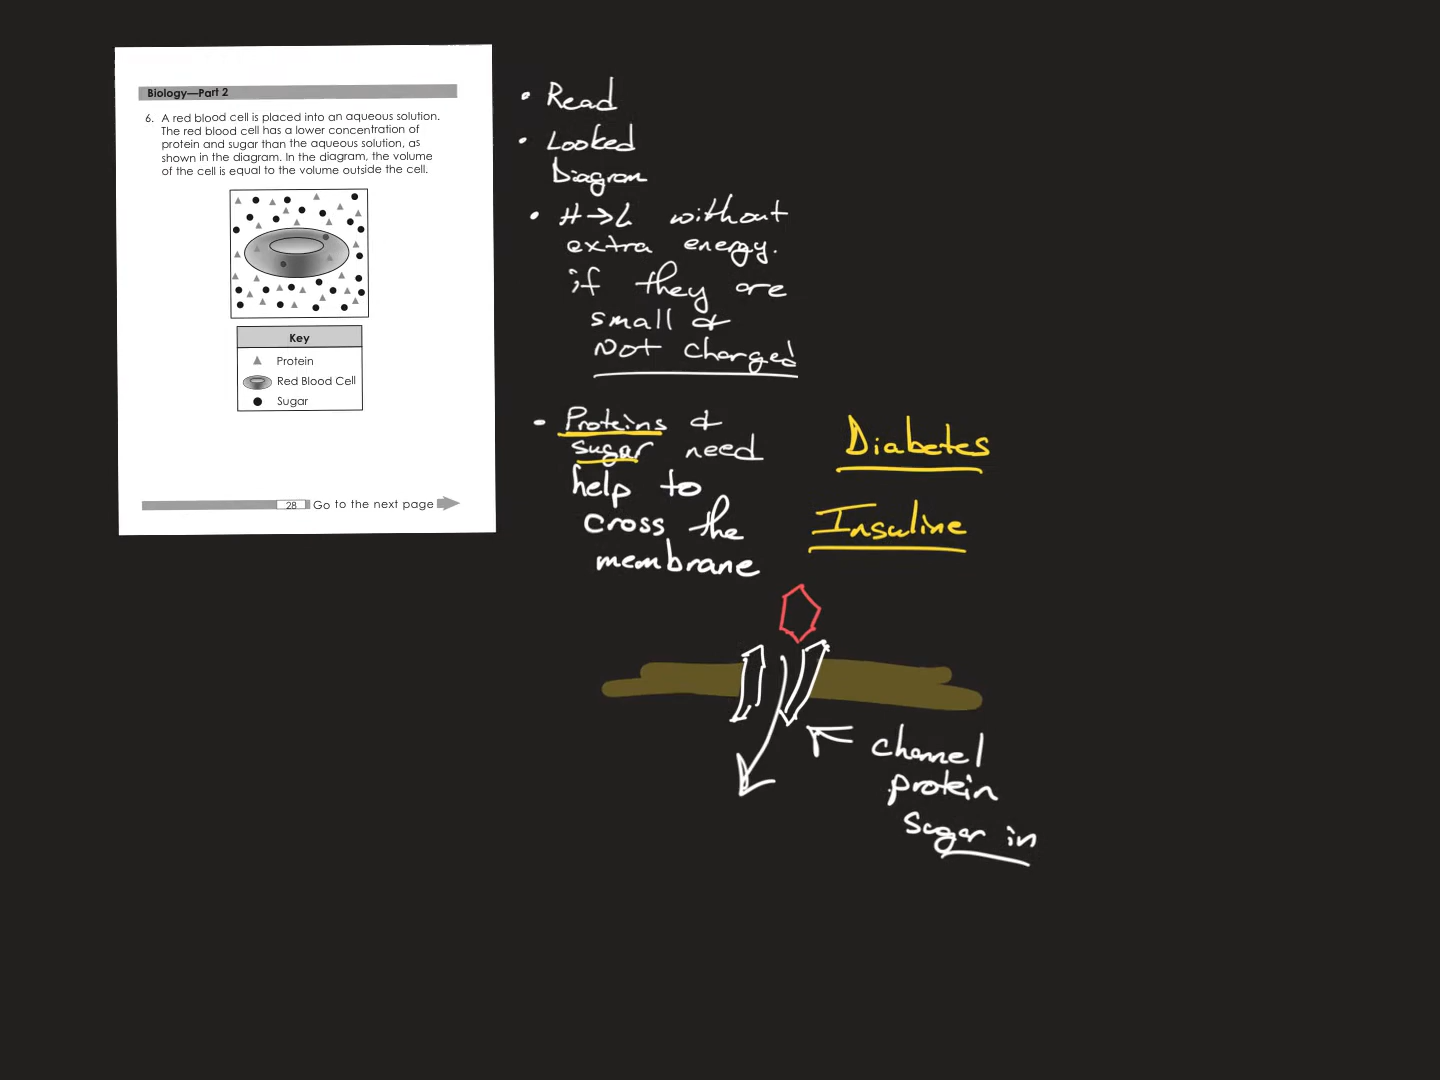 Biology—Part 2
6. A red blood cell is placed into an aqueous solution.
The red blood cell has a lower concentration of
protein and sugar than the aqueous solution, as
shown in the diagram. In the diagram, the volume
of the cell is equal to the volume outside the cell.
Key
Protein
Red Blood Cell
Sugar
28 Go to the next page
• Read
• Looked
Diagram
• H→L without
extra energy.
if they are
small &
Not charged
• Proteins &
sugar need
help to
cross the
membrane
Diabetes
Insuline
channel
protein
Sugar in